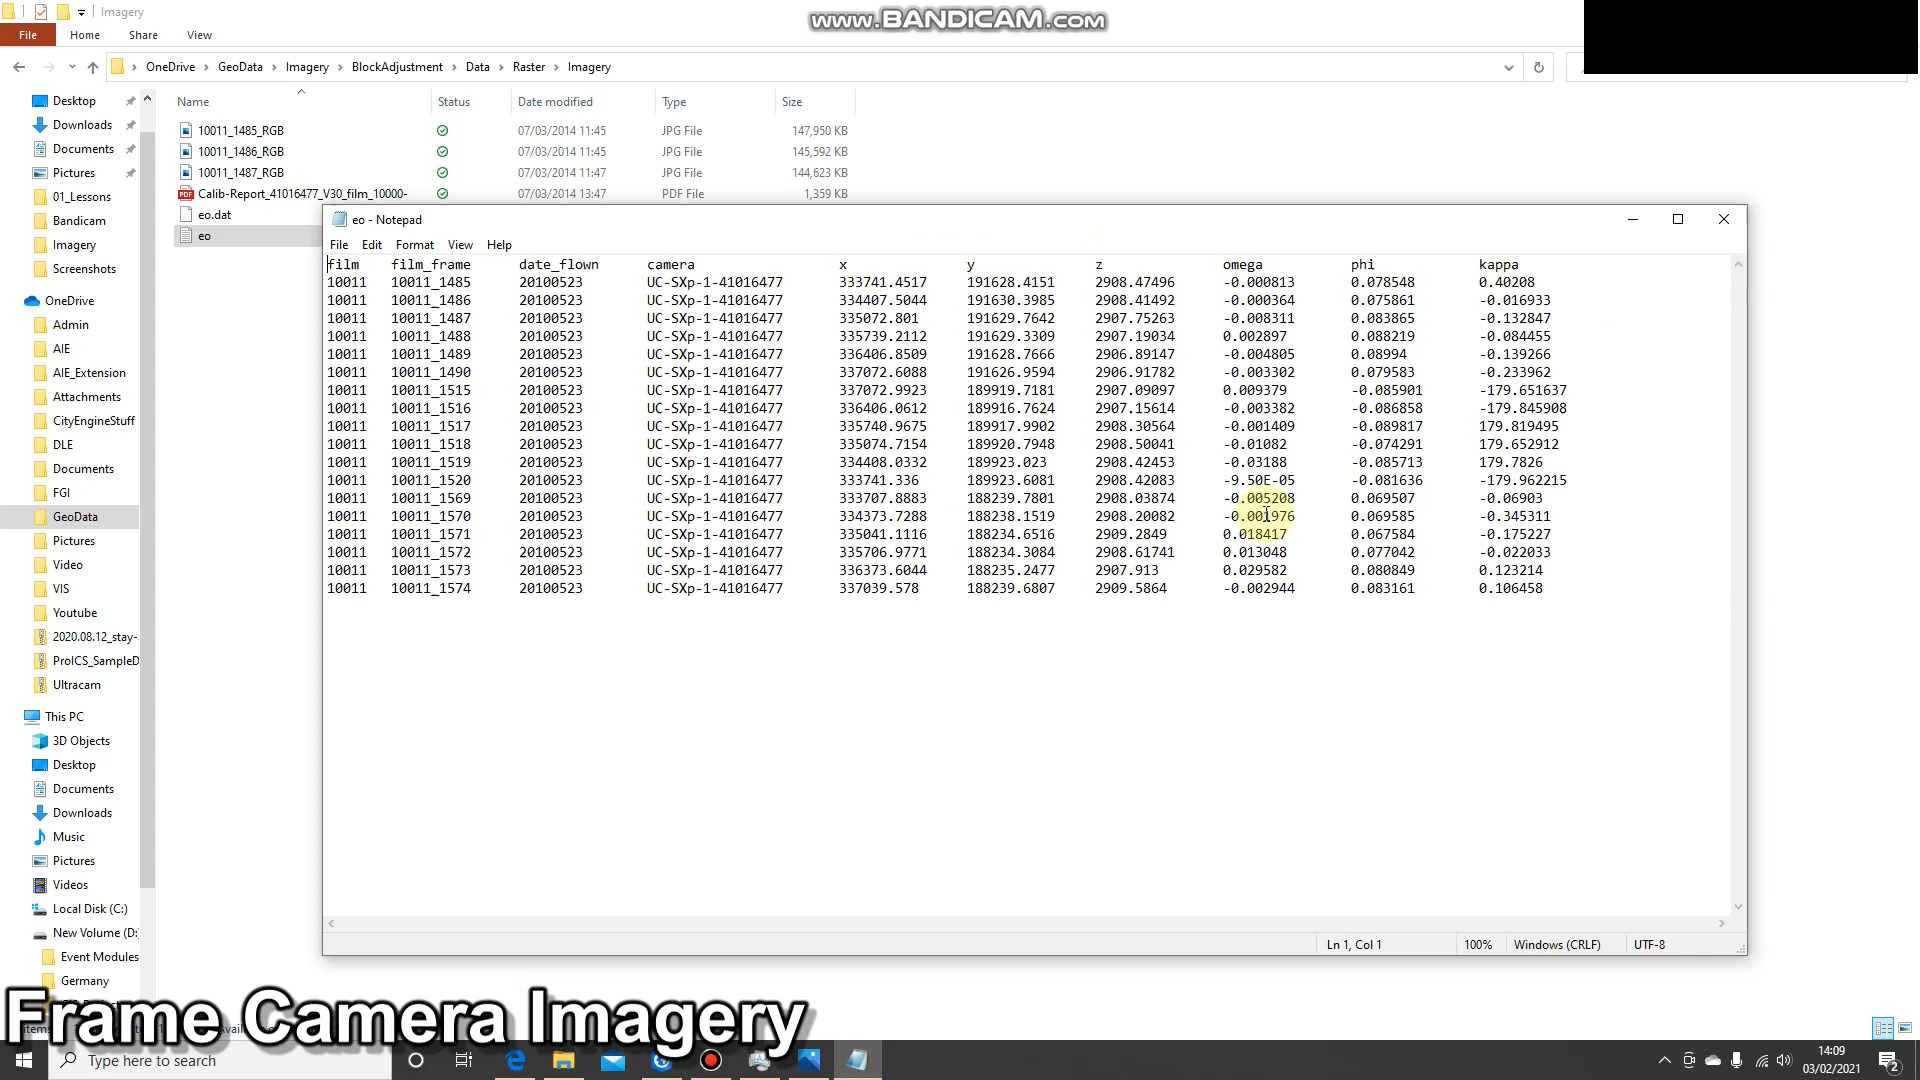 Imagery
www.BANDICAM.com
File Home Share View
OneDrive GeoData Imagery BlockAdjustment Data Raster Imagery
Name Status Date modified Type Size
10011_1485_RGB 07/03/2014 11:45 JPG File 147,950 KB
10011_1486_RGB 07/03/2014 11:45 JPG File 145,592 KB
10011_1487_RGB 07/03/2014 11:47 JPG File 144,623 KB
Calib-Report_41016477_V30_film_10000- 07/03/2014 13:47 PDF File 1,359 KB
eo.dat
eo
Desktop
Downloads
Documents
Pictures
01_Lessons
Bandicam
Imagery
Screenshots
OneDrive
Admin
AIE
AIE_Extension
Attachments
CityEngineStuff
DLE
Documents
FGI
GeoData
Pictures
Video
VIS
Youtube
2020.08.12_stay-
ProICS_SampleD
Ultracam
This PC
3D Objects
Desktop
Documents
Downloads
Music
Pictures
Videos
Local Disk (C:)
New Volume (D:
Event Modules
Germany
eo - Notepad
File Edit Format View Help
film film_frame date_flown camera x y z omega phi kappa
10011 10011_1485 20100523 UC-SXp-1-41016477 333741.4517 191628.4151 2908.47496 -0.000813 0.078548 0.40208
10011 10011_1486 20100523 UC-SXp-1-41016477 334407.5044 191630.3985 2908.41492 -0.000364 0.075861 -0.016933
10011 10011_1487 20100523 UC-SXp-1-41016477 335072.801 191629.7642 2907.75263 -0.008311 0.083865 -0.132847
10011 10011_1488 20100523 UC-SXp-1-41016477 335739.2112 191629.3309 2907.19034 0.002897 0.088219 -0.084455
10011 10011_1489 20100523 UC-SXp-1-41016477 336406.8509 191628.7666 2906.89147 -0.004805 0.08994 -0.139266
10011 10011_1490 20100523 UC-SXp-1-41016477 337072.6088 191626.9594 2906.91782 -0.003302 0.079583 -0.233962
10011 10011_1515 20100523 UC-SXp-1-41016477 337072.9923 189919.7181 2907.09097 0.009379 -0.085901 -179.651637
10011 10011_1516 20100523 UC-SXp-1-41016477 336406.0612 189916.7624 2907.15614 -0.003382 -0.086858 -179.845908
10011 10011_1517 20100523 UC-SXp-1-41016477 335740.9675 189917.9902 2908.30564 -0.001409 -0.089817 179.819495
10011 10011_1518 20100523 UC-SXp-1-41016477 335074.7154 189920.7948 2908.50041 -0.01082 -0.074291 179.652912
10011 10011_1519 20100523 UC-SXp-1-41016477 334408.0332 189923.023 2908.42453 -0.03188 -0.085713 179.7826
10011 10011_1520 20100523 UC-SXp-1-41016477 333741.336 189923.6081 2908.42083 -9.50E-05 -0.081636 -179.962215
10011 10011_1569 20100523 UC-SXp-1-41016477 333707.8883 188239.7801 2908.03874 -0.005208 0.069507 -0.06903
10011 10011_1570 20100523 UC-SXp-1-41016477 334373.7288 188238.1519 2908.20082 -0.001976 0.069585 -0.345311
10011 10011_1571 20100523 UC-SXp-1-41016477 335041.1116 188234.6516 2909.2849 0.018417 0.067584 -0.175227
10011 10011_1572 20100523 UC-SXp-1-41016477 335706.9771 188234.3084 2908.61741 0.013048 0.077042 -0.022033
10011 10011_1573 20100523 UC-SXp-1-41016477 336373.6044 188235.2477 2907.913 0.029582 0.080849 0.123214
10011 10011_1574 20100523 UC-SXp-1-41016477 337039.578 188239.6807 2909.5864 -0.002944 0.083161 0.106458
Ln 1, Col 1 100% Windows (CRLF) UTF-8
Frame Camera Imagery
Type here to search
14:09
03/02/2021
2